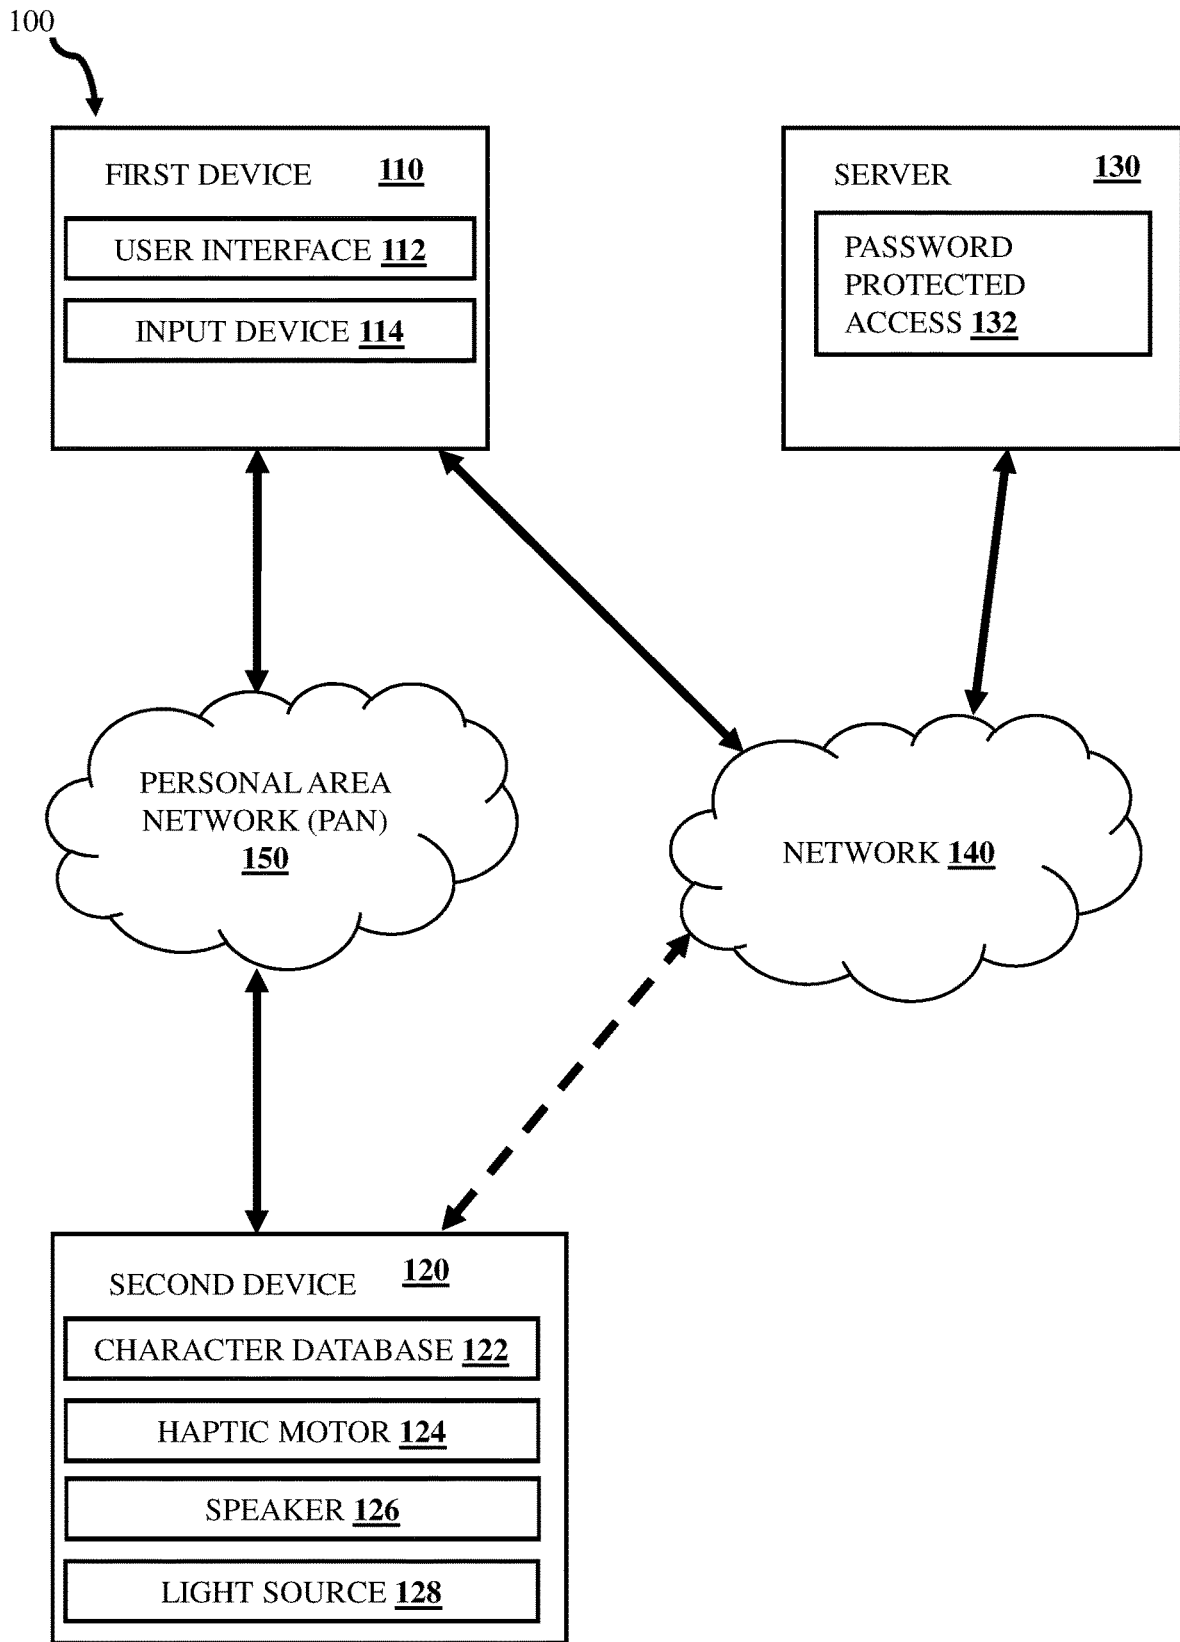 100
FIRST DEVICE 110
USER INTERFACE 112
INPUT DEVICE 114
SERVER 130
PASSWORD
PROTECTED
ACCESS 132
PERSONAL AREA
NETWORK (PAN)
150
NETWORK 140
SECOND DEVICE 120
CHARACTER DATABASE 122
HAPTIC MOTOR 124
SPEAKER 126
LIGHT SOURCE 128